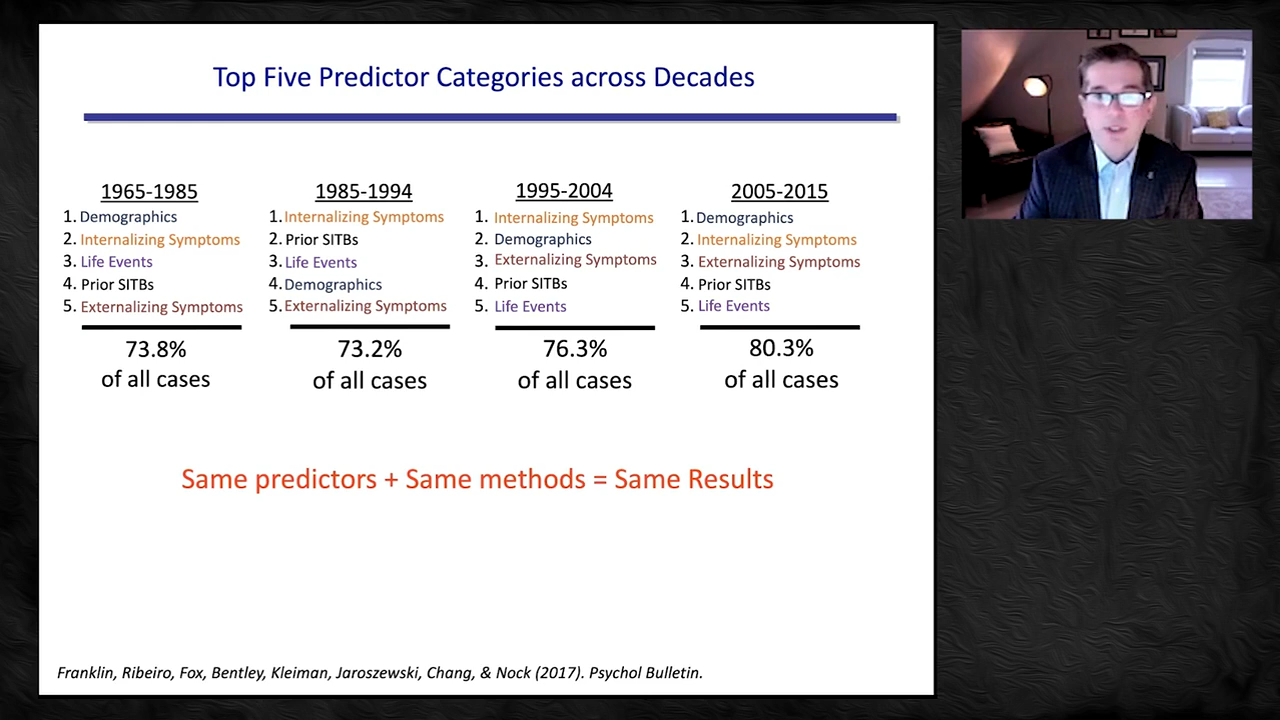 Top Five Predictor Categories across Decades
1965-1985
1. Demographics
2. Internalizing Symptoms
3. Life Events
4. Prior SITBs
5. Externalizing Symptoms
73.8%
of all cases
1985-1994
1. Internalizing Symptoms
2. Prior SITBs
3. Life Events
4. Demographics
5. Externalizing Symptoms
73.2%
of all cases
1995-2004
1. Internalizing Symptoms
2. Demographics
3. Externalizing Symptoms
4. Prior SITBs
5. Life Events
76.3%
of all cases
2005-2015
1. Demographics
2. Internalizing Symptoms
3. Externalizing Symptoms
4. Prior SITBs
5. Life Events
80.3%
of all cases
Same predictors + Same methods = Same Results
Franklin, Ribeiro, Fox, Bentley, Kleiman, Jaroszewski, Chang, & Nock (2017). Psychol Bulletin.